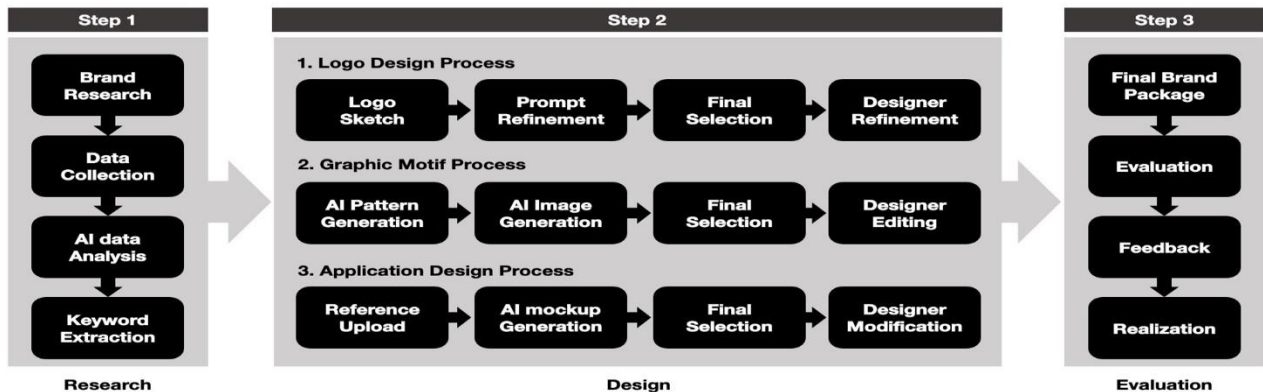 Step 1
Brand
Research
Data
Collection
AI data
Analysis
Keyword
Extraction
Research
Step 2
1. Logo Design Process
Logo
Sketch
Prompt
Refinement
Final
Selection
Designer
Refinement
2. Graphic Motif Process
AI Pattern
Generation
AI Image
Generation
Final
Selection
Designer
Editing
3. Application Design Process
Reference
Upload
AI mockup
Generation
Final
Selection
Designer
Modification
Design
Step 3
Final Brand
Package
Evaluation
Feedback
Realization
Evaluation